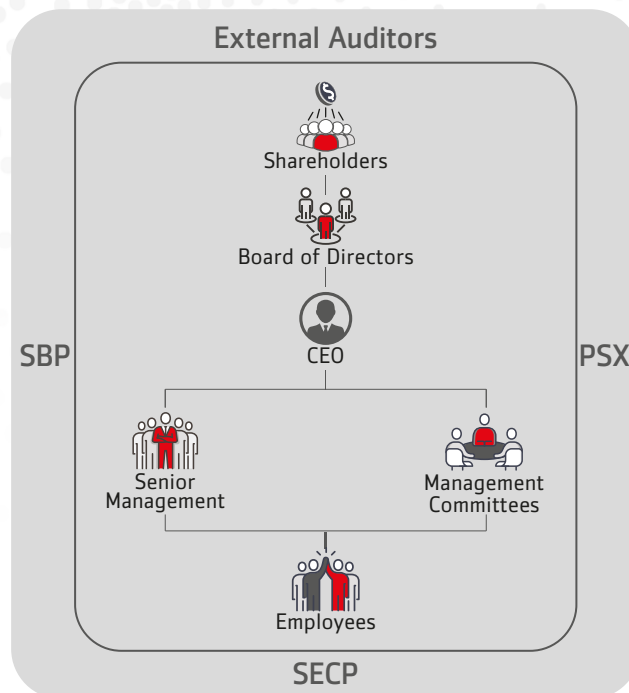 External Auditors
Shareholders
Board of Directors
CEO
SBP
PSX
Senior
Management
Management
Committees
Employees
SECP